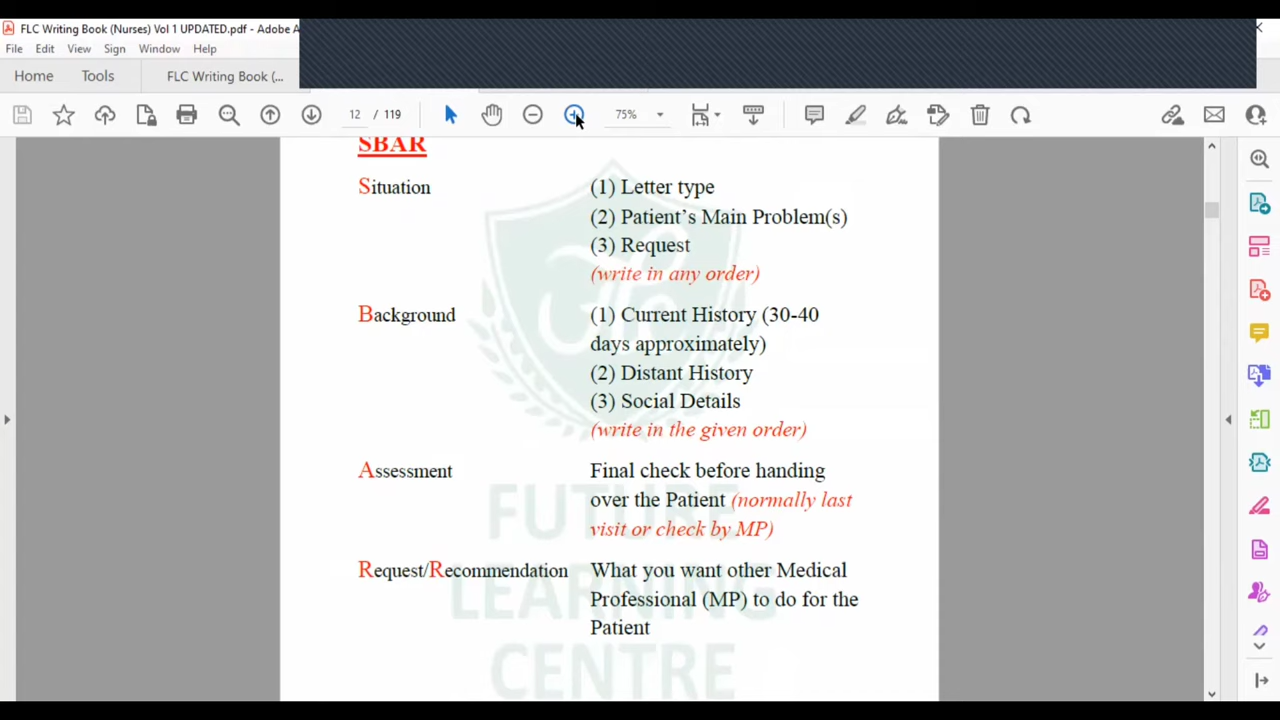 FLC Writing Book (Nurses) Vol 1 UPDATED.pdf - Adobe A
File Edit View Sign Window Help
Home Tools FLC Writing Book (...
12 / 119 75%
SBAR
Situation (1) Letter type
(2) Patient's Main Problem(s)
(3) Request
(write in any order)
Background (1) Current History (30-40
days approximately)
(2) Distant History
(3) Social Details
(write in the given order)
Assessment Final check before handing
over the Patient (normally last
visit or check by MP)
Request/Recommendation What you want other Medical
Professional (MP) to do for the
Patient
FUTURE
LEARNING
CENTRE